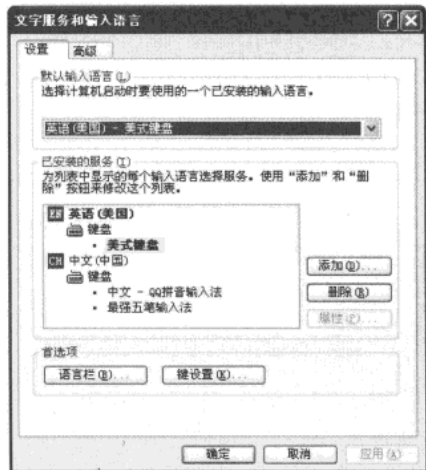 文字服务和输入语言
设置 高级
默认输入语言(L)
选择计算机启动时要使用的一个已安装的输入语言。
英语(美国) - 美式键盘
已安装的服务(I)
为列表中显示的每个输入语言选择服务。使用“添加”和“删
除”按钮来修改这个列表。
EN 英语(美国)
键盘
· 美式键盘
CH 中文(中国)
键盘
· 中文 - QQ拼音输入法
· 最强五笔输入法
添加(D)...
删除(R)
属性(P)...
首选项
语言栏(B)... 键设置(K)...
确定 取消 应用(A)